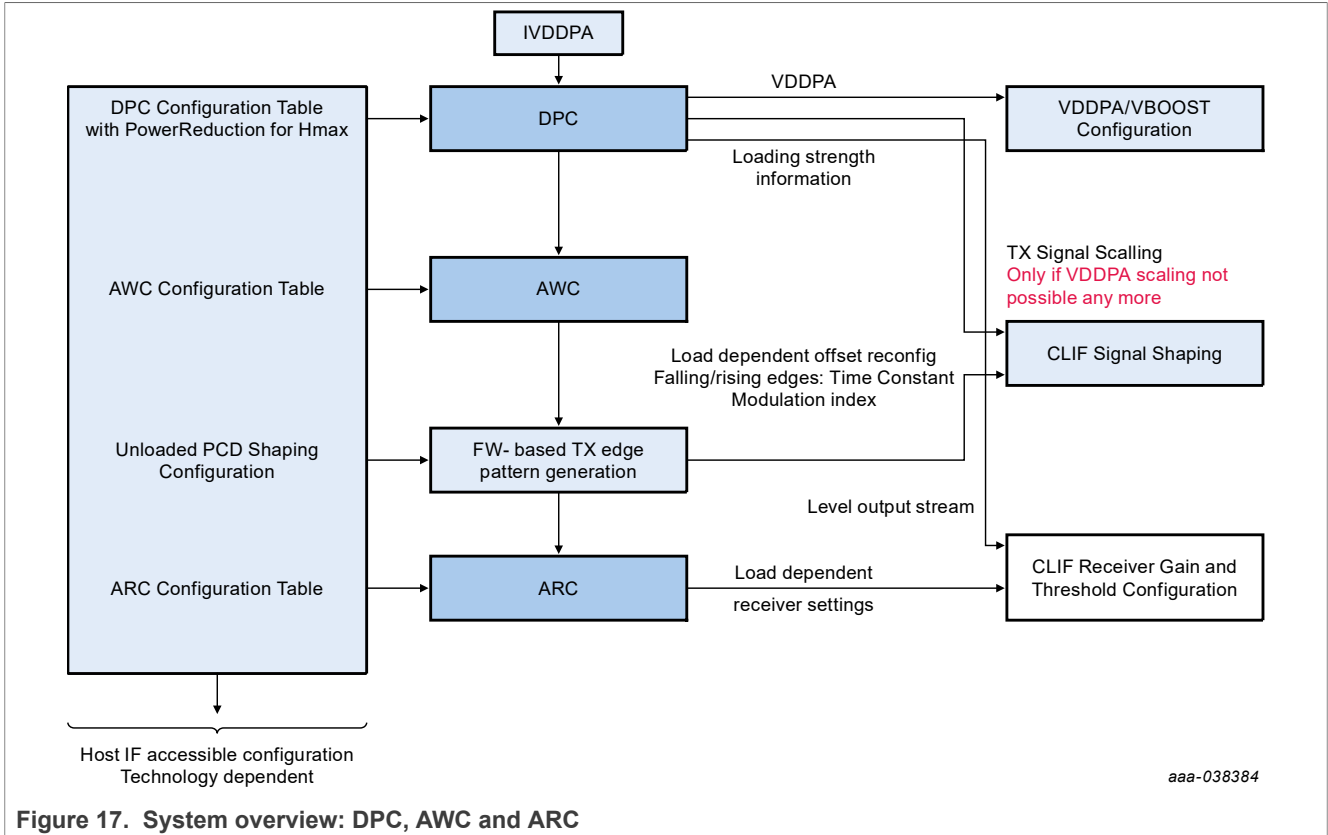 IVDDPA
DPC Configuration Table
with PowerReduction for Hmax
DPC
VDDPA
VDDPA/VBOOST
Configuration
Loading strength
information
AWC Configuration Table
AWC
TX Signal Scalling
Only if VDDPA scaling not
possible any more
CLIF Signal Shaping
Load dependent offset reconfig
Falling/rising edges: Time Constant
Modulation index
Unloaded PCD Shaping
Configuration
FW- based TX edge
pattern generation
Level output stream
ARC Configuration Table
ARC
Load dependent
receiver settings
CLIF Receiver Gain and
Threshold Configuration
Host IF accessible configuration
Technology dependent
aaa-038384
Figure 17. System overview: DPC, AWC and ARC